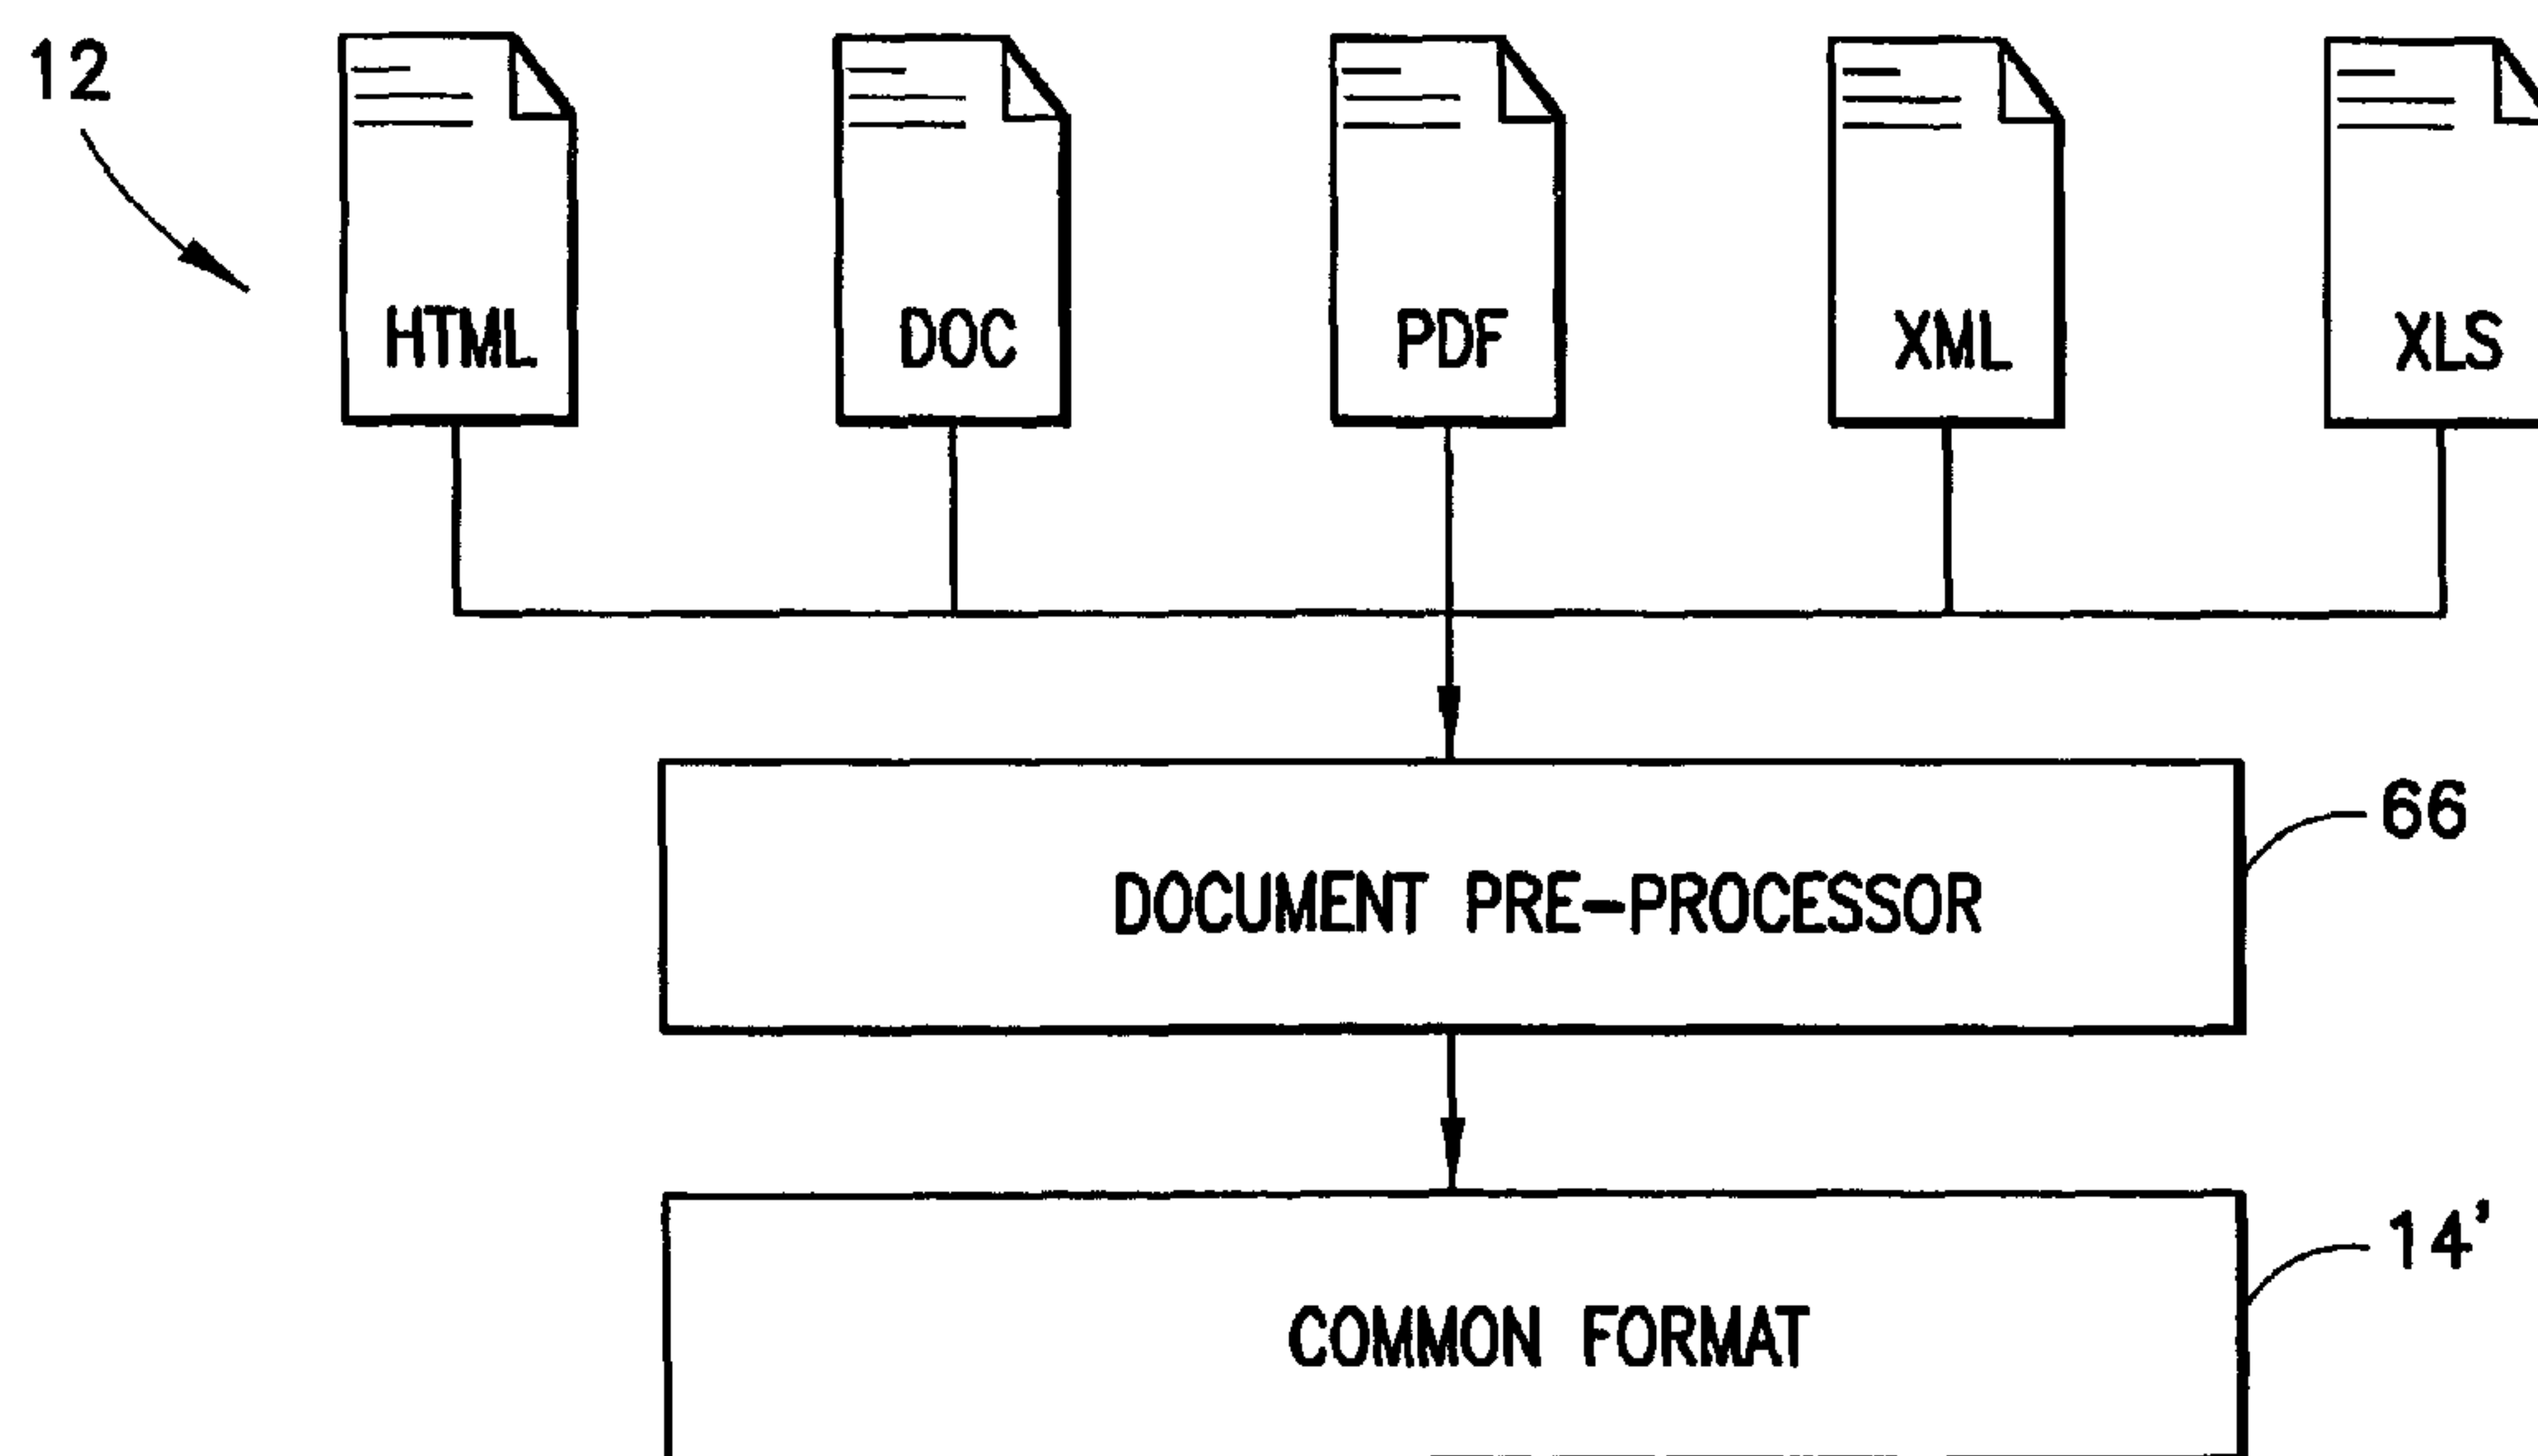 12
HTML DOC PDF XML XLS
66
DOCUMENT PRE-PROCESSOR
14'
COMMON FORMAT